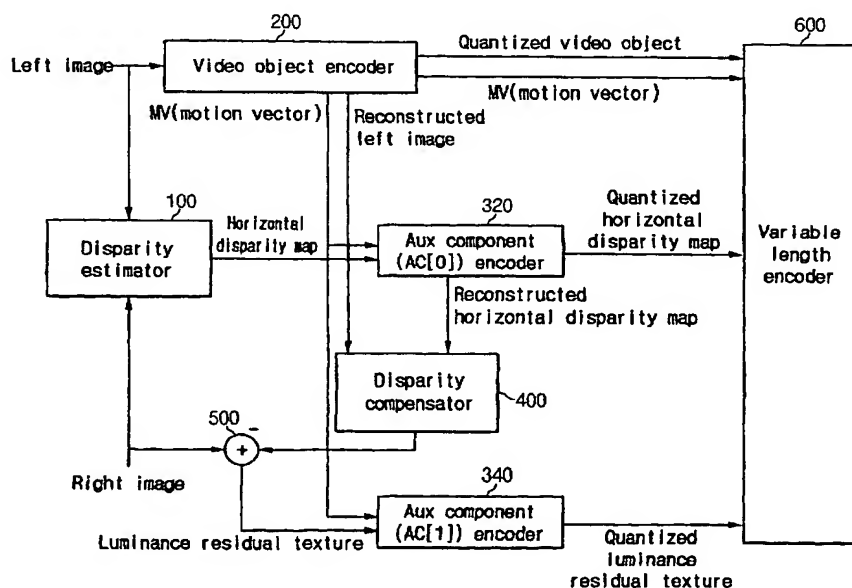 200
600
Left image
Video object encoder
Quantized video object
MV(motion vector)
MV(motion vector)
Reconstructed
left image
100
Disparity
estimator
Horizontal
disparity map
320
Aux component
(AC[0]) encoder
Quantized
horizontal
disparity map
Variable
length
encoder
Reconstructed
horizontal disparity map
Disparity
compensator
400
500
-
+
Right image
340
Aux component
(AC[1]) encoder
Luminance residual texture
Quantized
luminance
residual texture